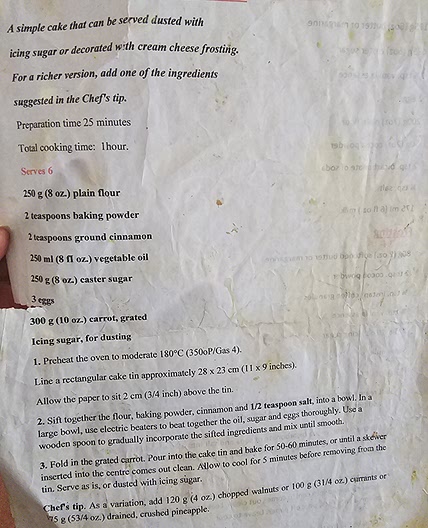 A simple cake that can be served dusted with
icing sugar or decorated with cream cheese frosting.
For a richer version, add one of the ingredients
suggested in the Chef's tip.
Preparation time 25 minutes
Total cooking time: 1hour.
Serves 6
250 g (8 oz.) plain flour
2 teaspoons baking powder
2 teaspoons ground cinnamon
250 ml (8 fl oz.) vegetable oil
250 g (8 oz.) caster sugar
3 eggs
300 g (10 oz.) carrot, grated
Icing sugar, for dusting
1. Preheat the oven to moderate 180°C (350oP/Gas 4).
Line a rectangular cake tin approximately 28 x 23 cm (11 x 9 inches).
Allow the paper to sit 2 cm (3/4 inch) above the tin.
2. Sift together the flour, baking powder, cinnamon and 1/2 teaspoon salt, into a bowl. In a
large bowl, use electric beaters to beat together the oil, sugar and eggs thoroughly. Use a
wooden spoon to gradually incorporate the sifted ingredients and mix until smooth.
3. Fold in the grated carrot. Pour into the cake tin and bake for 50-60 minutes, or until a skewer
inserted into the centre comes out clean. Allow to cool for 5 minutes before removing from the
tin. Serve as is, or dusted with icing sugar.
Chef's tip. As a variation, add 120 g (4 oz.) chopped walnuts or 100 g (31/4 oz.) currants or
175 g (53/4 oz.) drained, crushed pineapple.